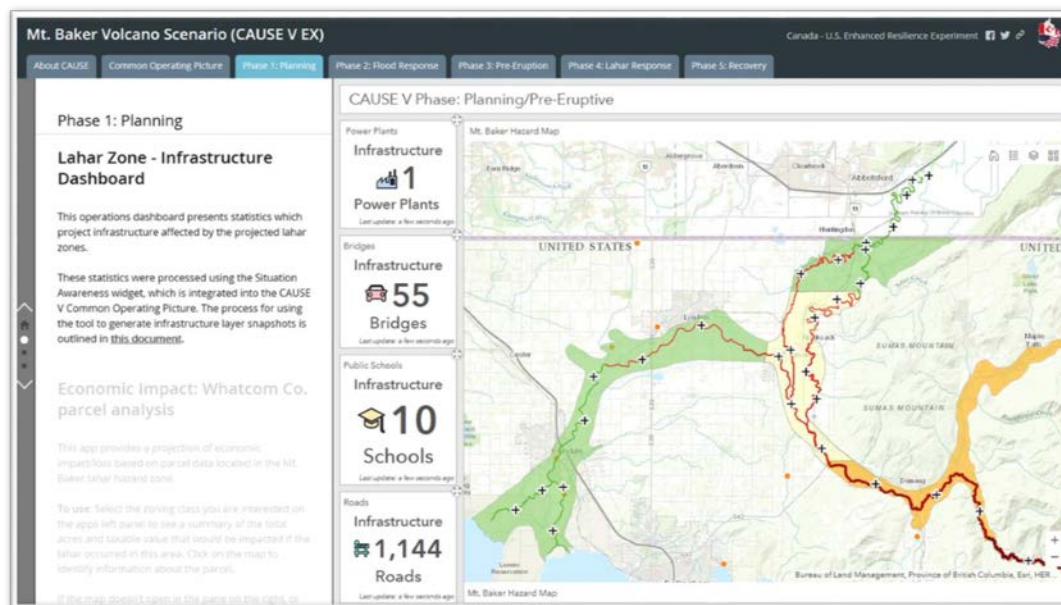 Mt. Baker Volcano Scenario (CAUSE V EX)
Canada - U.S. Enhanced Resilience Experiment
About CAUSE
Common Operating Picture
Phase 1: Planning
Phase 2: Flood Response
Phase 3: Pre-Eruption
Phase 4: Lahar Response
Phase 5: Recovery
Phase 1: Planning
Lahar Zone - Infrastructure
Dashboard
This operations dashboard presents statistics which
project infrastructure affected by the projected lahar
zones.
These statistics were processed using the Situation
Awareness widget, which is integrated into the CAUSE
V Common Operating Picture. The process for using
the tool to generate infrastructure layer snapshots is
outlined in this document.
Economic Impact: Whatcom Co.
parcel analysis
This app provides a projection of economic
impact/loss based on parcel data located in the Mt.
Baker lahar hazard zone.
To use: Select the zoning class you are interested on
the apps left panel to see a summary of the total
acres and taxable value that would be impacted if the
lahar occurred in this area. Click on the map to
identify information about the parcel.
If the map doesn't open in the pane on the right, or
CAUSE V Phase: Planning/Pre-Eruptive
Power Plants
Infrastructure
1
Power Plants
Last update: a few seconds ago
Bridges
Infrastructure
55
Bridges
Last update: a few seconds ago
Public Schools
Infrastructure
10
Schools
Last update: a few seconds ago
Roads
Infrastructure
1,144
Roads
Last update: a few seconds ago
Mt. Baker Hazard Map
Aldergrove
Abbotsford
Huntingdon
UNITED STATES
UNITED
Lynden
Custer
SUMAS MOUNTAIN
SUMAS MOUNTAIN
Maple
Falls
Deming
Lummi
Reservation
Bureau of Land Management, Province of British Columbia, Esri, HER...
Mt. Baker Hazard Map